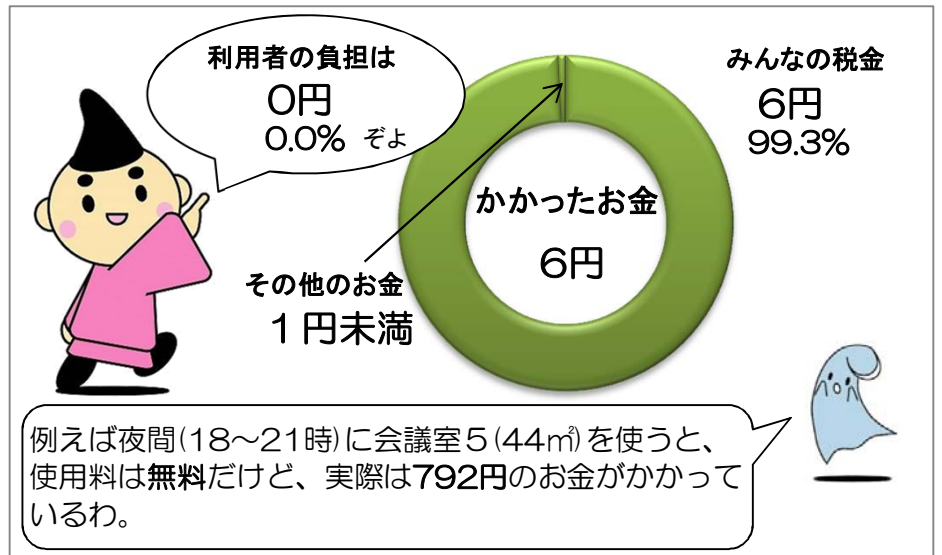 利用者の負担は
0円
0.0% ぞよ
みんなの税金
6円
99.3%
かかったお金
6円
その他のお金
1円未満
例えば夜間(18～21時)に会議室5(44㎡)を使うと、
使用料は無料だけど、実際は792円のお金がかかって
いるわ。